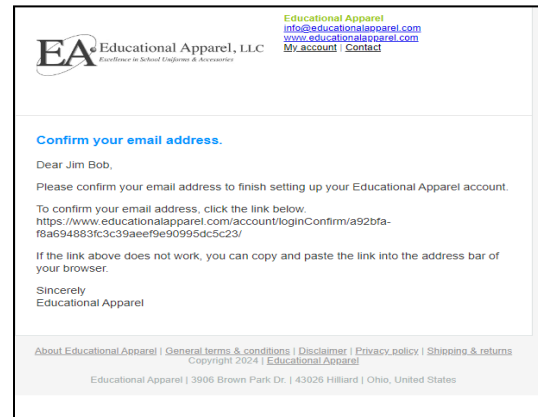 Educational Apparel
info@educationalapparel.com
www.educationalapparel.com
My account | Contact
EA Educational Apparel, LLC
Excellence in School Uniforms & Accessories
Confirm your email address.
Dear Jim Bob,
Please confirm your email address to finish setting up your Educational Apparel account.
To confirm your email address, click the link below.
https://www.educationalapparel.com/account/loginConfirm/a92bfa-
f8a694883fc3c39aeef9e90995dc5c23/
If the link above does not work, you can copy and paste the link into the address bar of
your browser.
Sincerely
Educational Apparel
About Educational Apparel | General terms & conditions | Disclaimer | Privacy policy | Shipping & returns
Copyright 2024 | Educational Apparel
Educational Apparel | 3906 Brown Park Dr. | 43026 Hilliard | Ohio, United States